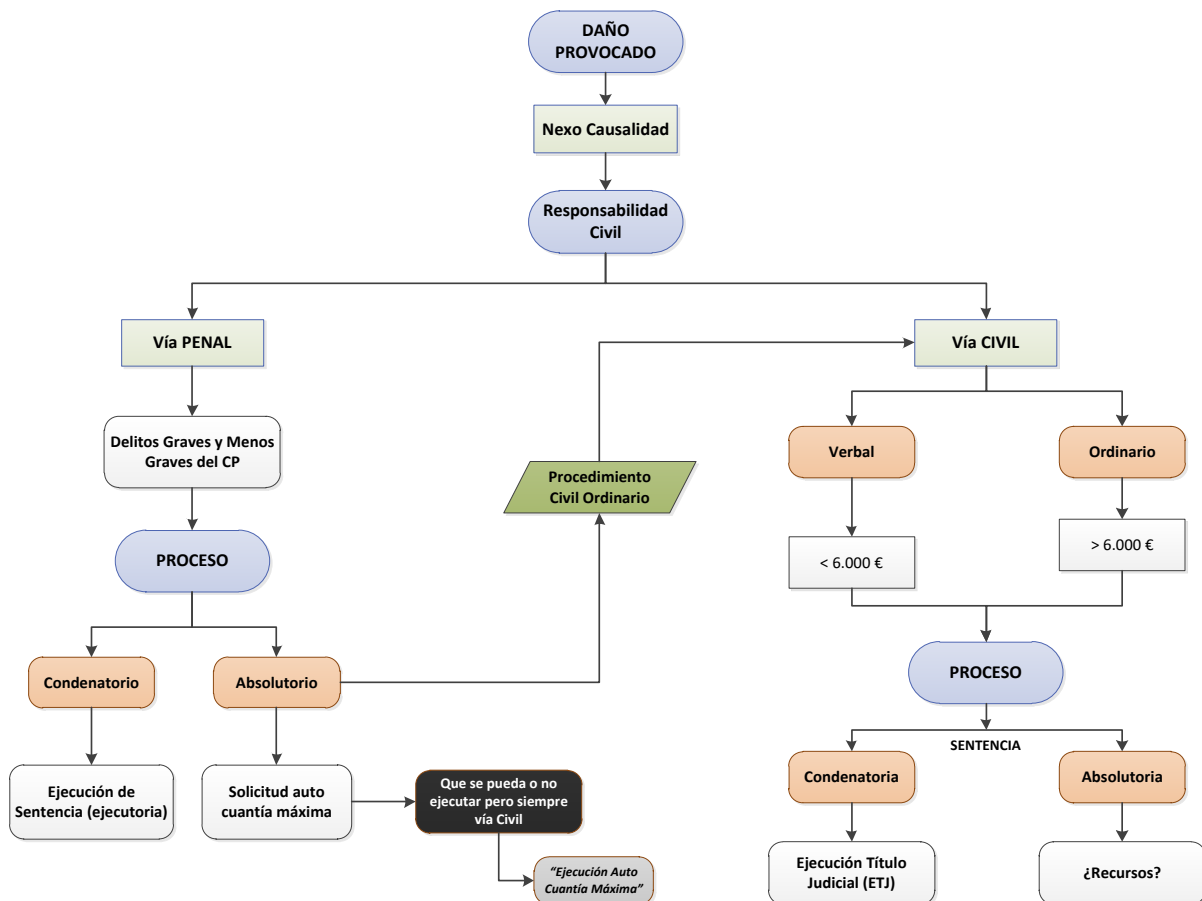 DAÑO
PROVOCADO
Nexo Causalidad
Responsabilidad
Civil
Vía PENAL
Vía CIVIL
Delitos Graves y Menos
Graves del CP
Verbal
Ordinario
Procedimiento
Civil Ordinario
PROCESO
< 6.000 €
> 6.000 €
Condenatorio
Absolutorio
PROCESO
SENTENCIA
Ejecución de
Sentencia (ejecutoria)
Solicitud auto
cuantía máxima
Que se pueda o no
ejecutar pero siempre
vía Civil
Condenatoria
Absolutoria
“Ejecución Auto
Cuantía Máxima”
Ejecución Título
Judicial (ETJ)
¿Recursos?